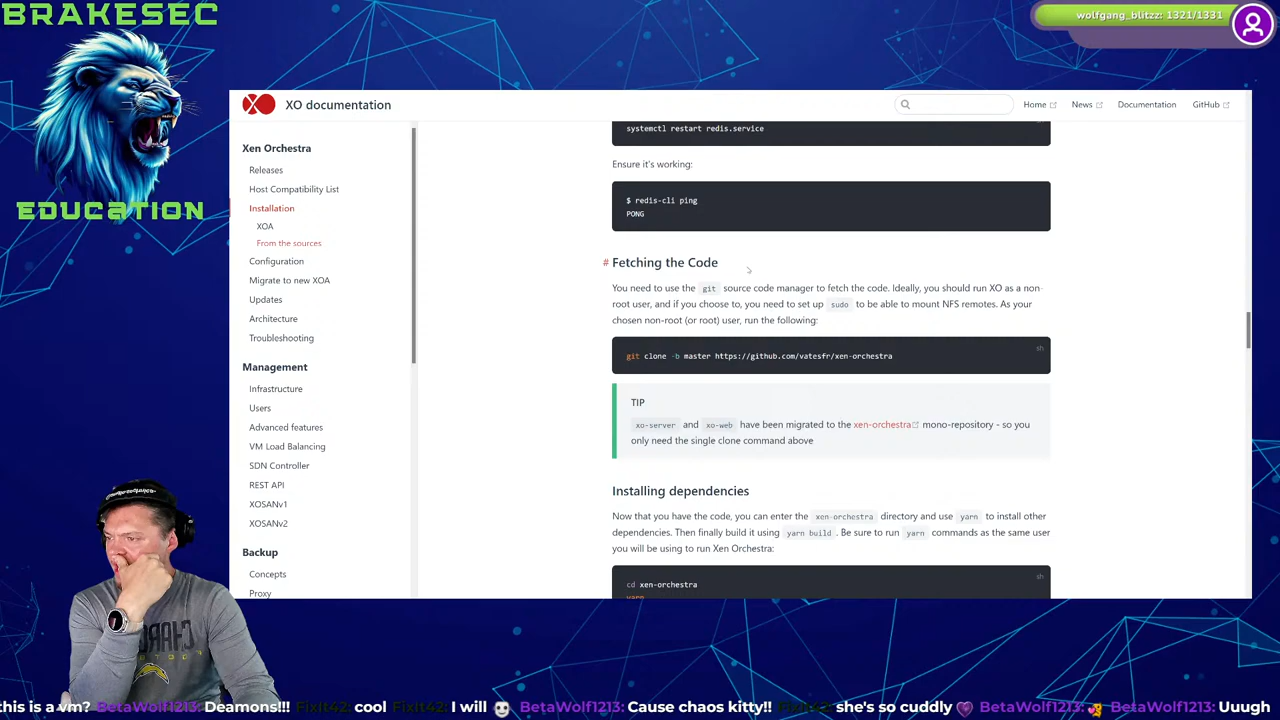 BRAKESEC
EDUCATION
wolfgang_blitzz: 1321/1331
XO documentation
Home
News
Documentation
GitHub
Xen Orchestra
Releases
Host Compatibility List
Installation
XOA
From the sources
Configuration
Migrate to new XOA
Updates
Architecture
Troubleshooting
Management
Infrastructure
Users
Advanced features
VM Load Balancing
SDN Controller
REST API
XOSANv1
XOSANv2
Backup
Concepts
Proxy
systemctl restart redis.service
Ensure it's working:
$ redis-cli ping
PONG
# Fetching the Code
You need to use the git source code manager to fetch the code. Ideally, you should run XO as a non-
root user, and if you choose to, you need to set up sudo to be able to mount NFS remotes. As your
chosen non-root (or root) user, run the following:
sh
git clone -b master https://github.com/vatesfr/xen-orchestra
TIP
xo-server and xo-web have been migrated to the xen-orchestra mono-repository - so you
only need the single clone command above
Installing dependencies
Now that you have the code, you can enter the xen-orchestra directory and use yarn to install other
dependencies. Then finally build it using yarn build. Be sure to run yarn commands as the same user
you will be using to run Xen Orchestra:
sh
cd xen-orchestra
yarn
this is a vm? BetaWolf1213: Deamons!!! FixIt42: cool FixIt42: I will BetaWolf1213: Cause chaos kitty!! FixIt42: she's so cuddly BetaWolf1213: BetaWolf1213: Uuugh